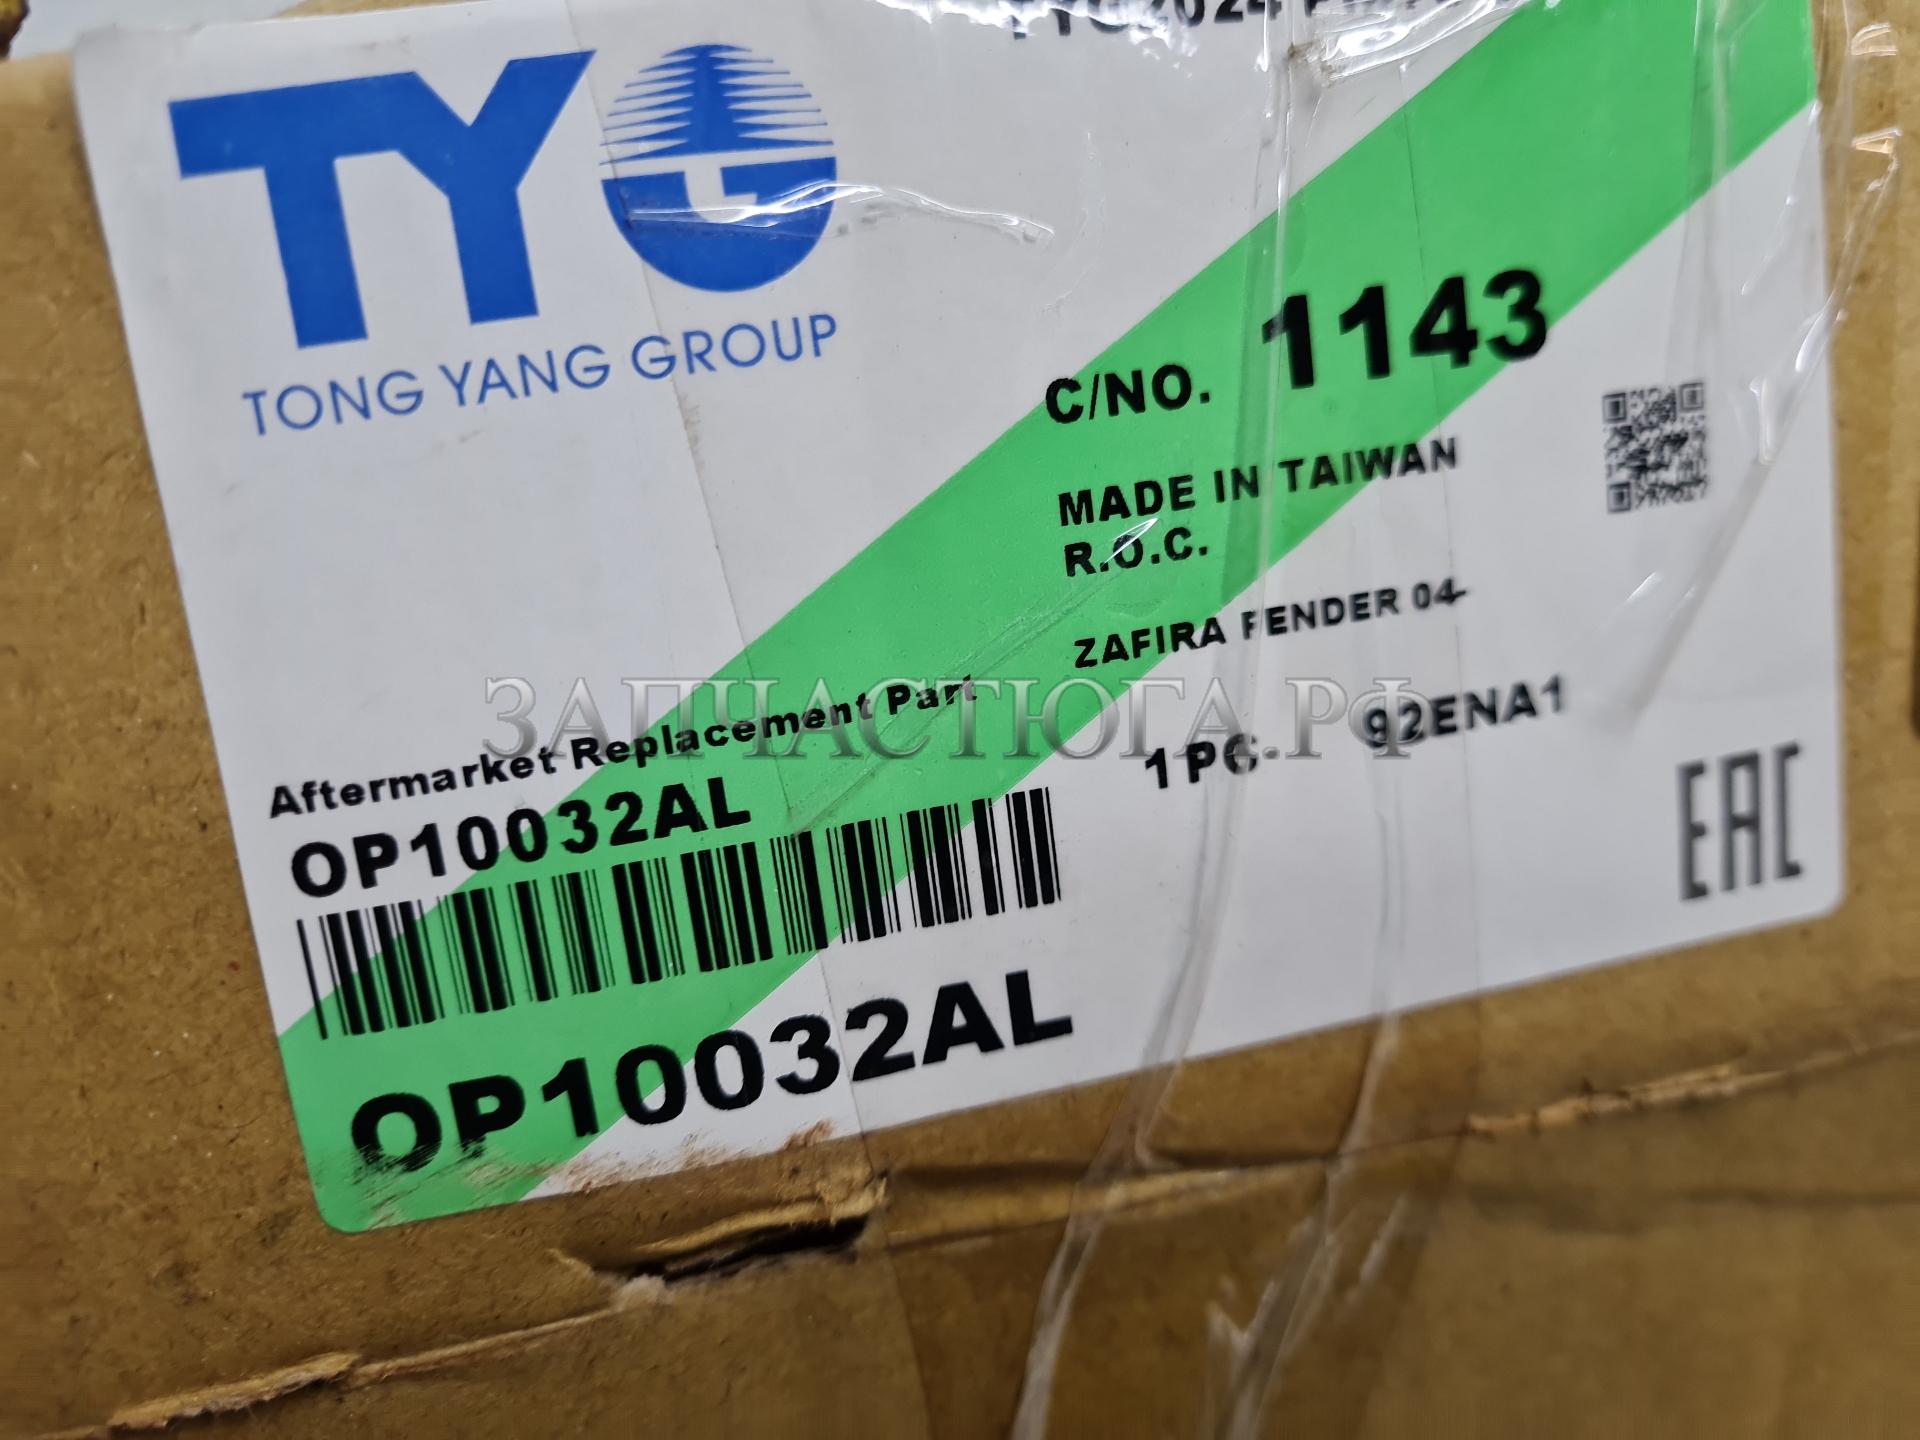 TYG
TONG YANG GROUP
C/NO. 1143
MADE IN TAIWAN
R.O.C.
ZAFIRA FENDER 04-
Aftermarket Replacement Part
1PC 92ENA1
OP10032AL
OP10032AL
EAC
ЗАПЧАСТЮГА.РФ